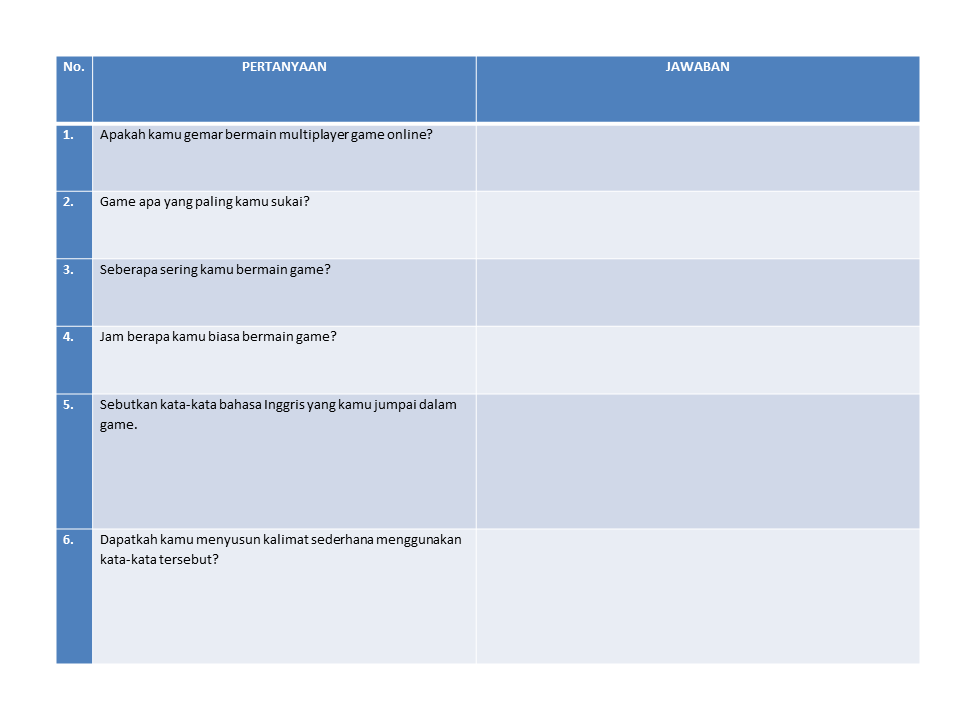 No. PERTANYAAN JAWABAN
1. Apakah kamu gemar bermain multiplayer game online?
2. Game apa yang paling kamu sukai?
3. Seberapa sering kamu bermain game?
4. Jam berapa kamu biasa bermain game?
5. Sebutkan kata-kata bahasa Inggris yang kamu jumpai dalam
game.
6. Dapatkah kamu menyusun kalimat sederhana menggunakan
kata-kata tersebut?